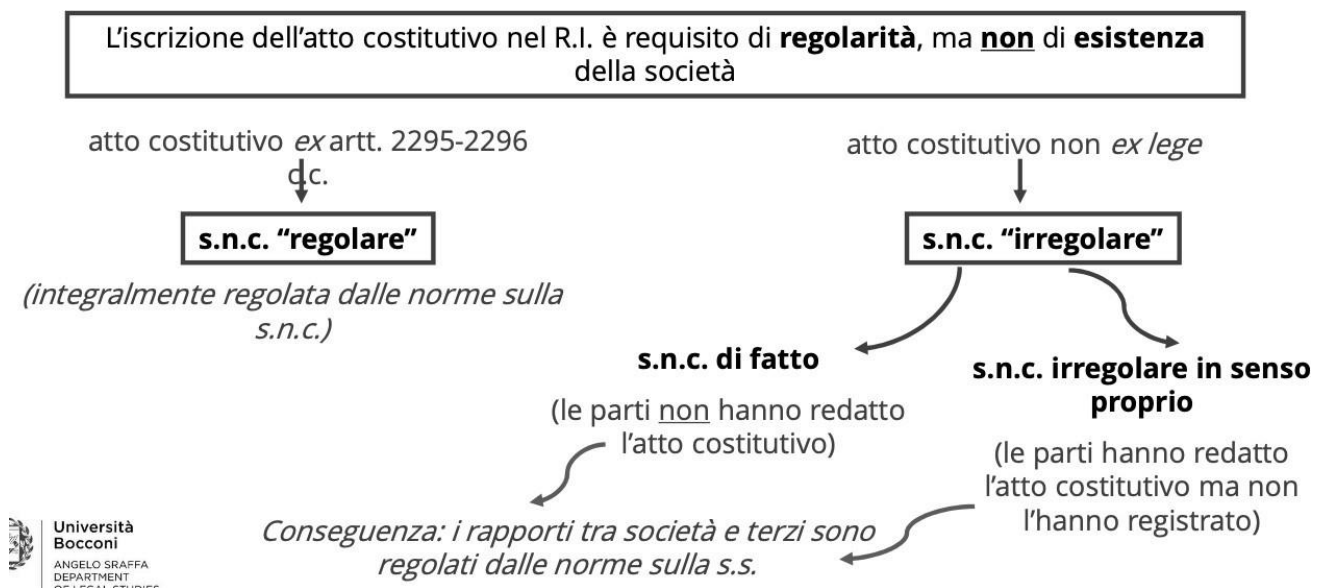 L'iscrizione dell'atto costitutivo nel R.I. è requisito di regolarità, ma non di esistenza
della società
atto costitutivo ex artt. 2295-2296
c.c.
atto costitutivo non ex lege
s.n.c. "regolare"
s.n.c. "irregolare"
(integralmente regolata dalle norme sulla
s.n.c.)
s.n.c. di fatto
(le parti non hanno redatto
l'atto costitutivo)
s.n.c. irregolare in senso
proprio
(le parti hanno redatto
l'atto costitutivo ma non
l'hanno registrato)
Conseguenza: i rapporti tra società e terzi sono
regolati dalle norme sulla s.s.
Università
Bocconi
ANGELO SRAFFA
DEPARTMENT
OF LEGAL STUDIES